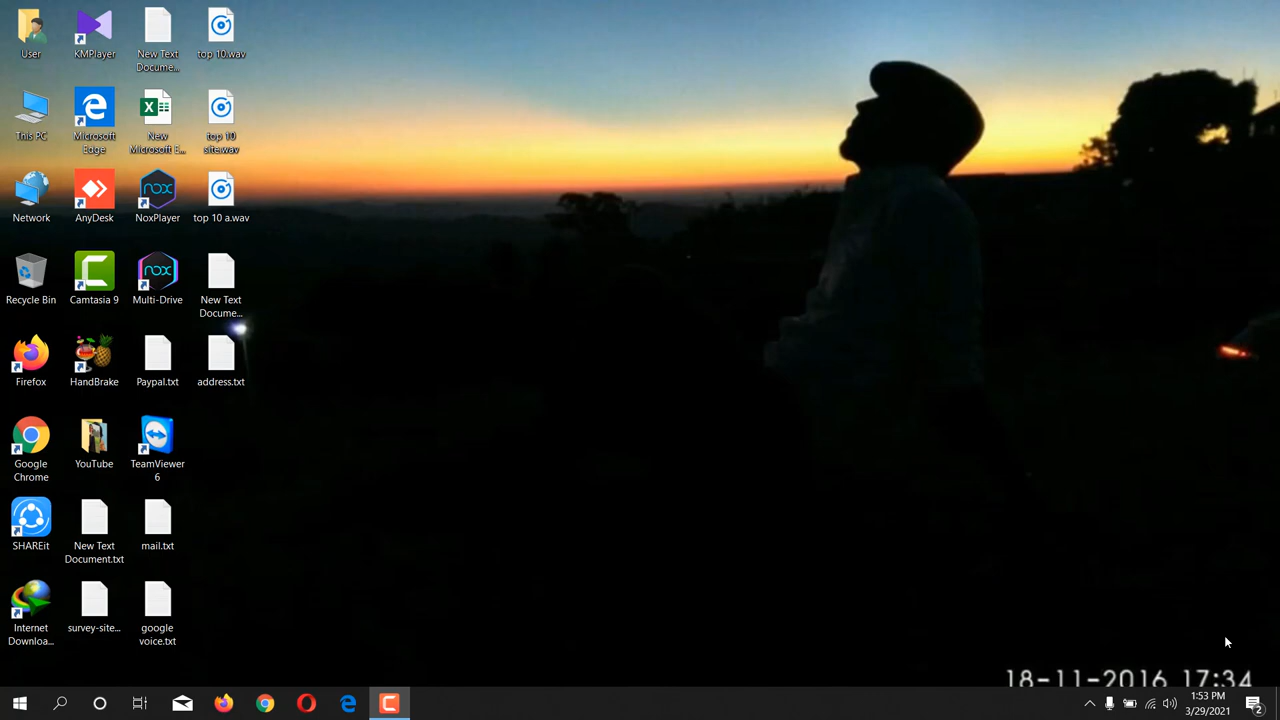 User
KMPlayer
New Text
Docume...
top 10.wav
This PC
Microsoft
Edge
New
Microsoft E...
top 10
site.wav
Network
AnyDesk
NoxPlayer
top 10 a.wav
Recycle Bin
Camtasia 9
Multi-Drive
New Text
Docume...
Firefox
HandBrake
Paypal.txt
address.txt
Google
Chrome
YouTube
TeamViewer
6
SHAREit
New Text
Document.txt
mail.txt
Internet
Downloa...
survey-site...
google
voice.txt
18-11-2016 17:34
1:53 PM
3/29/2021
2